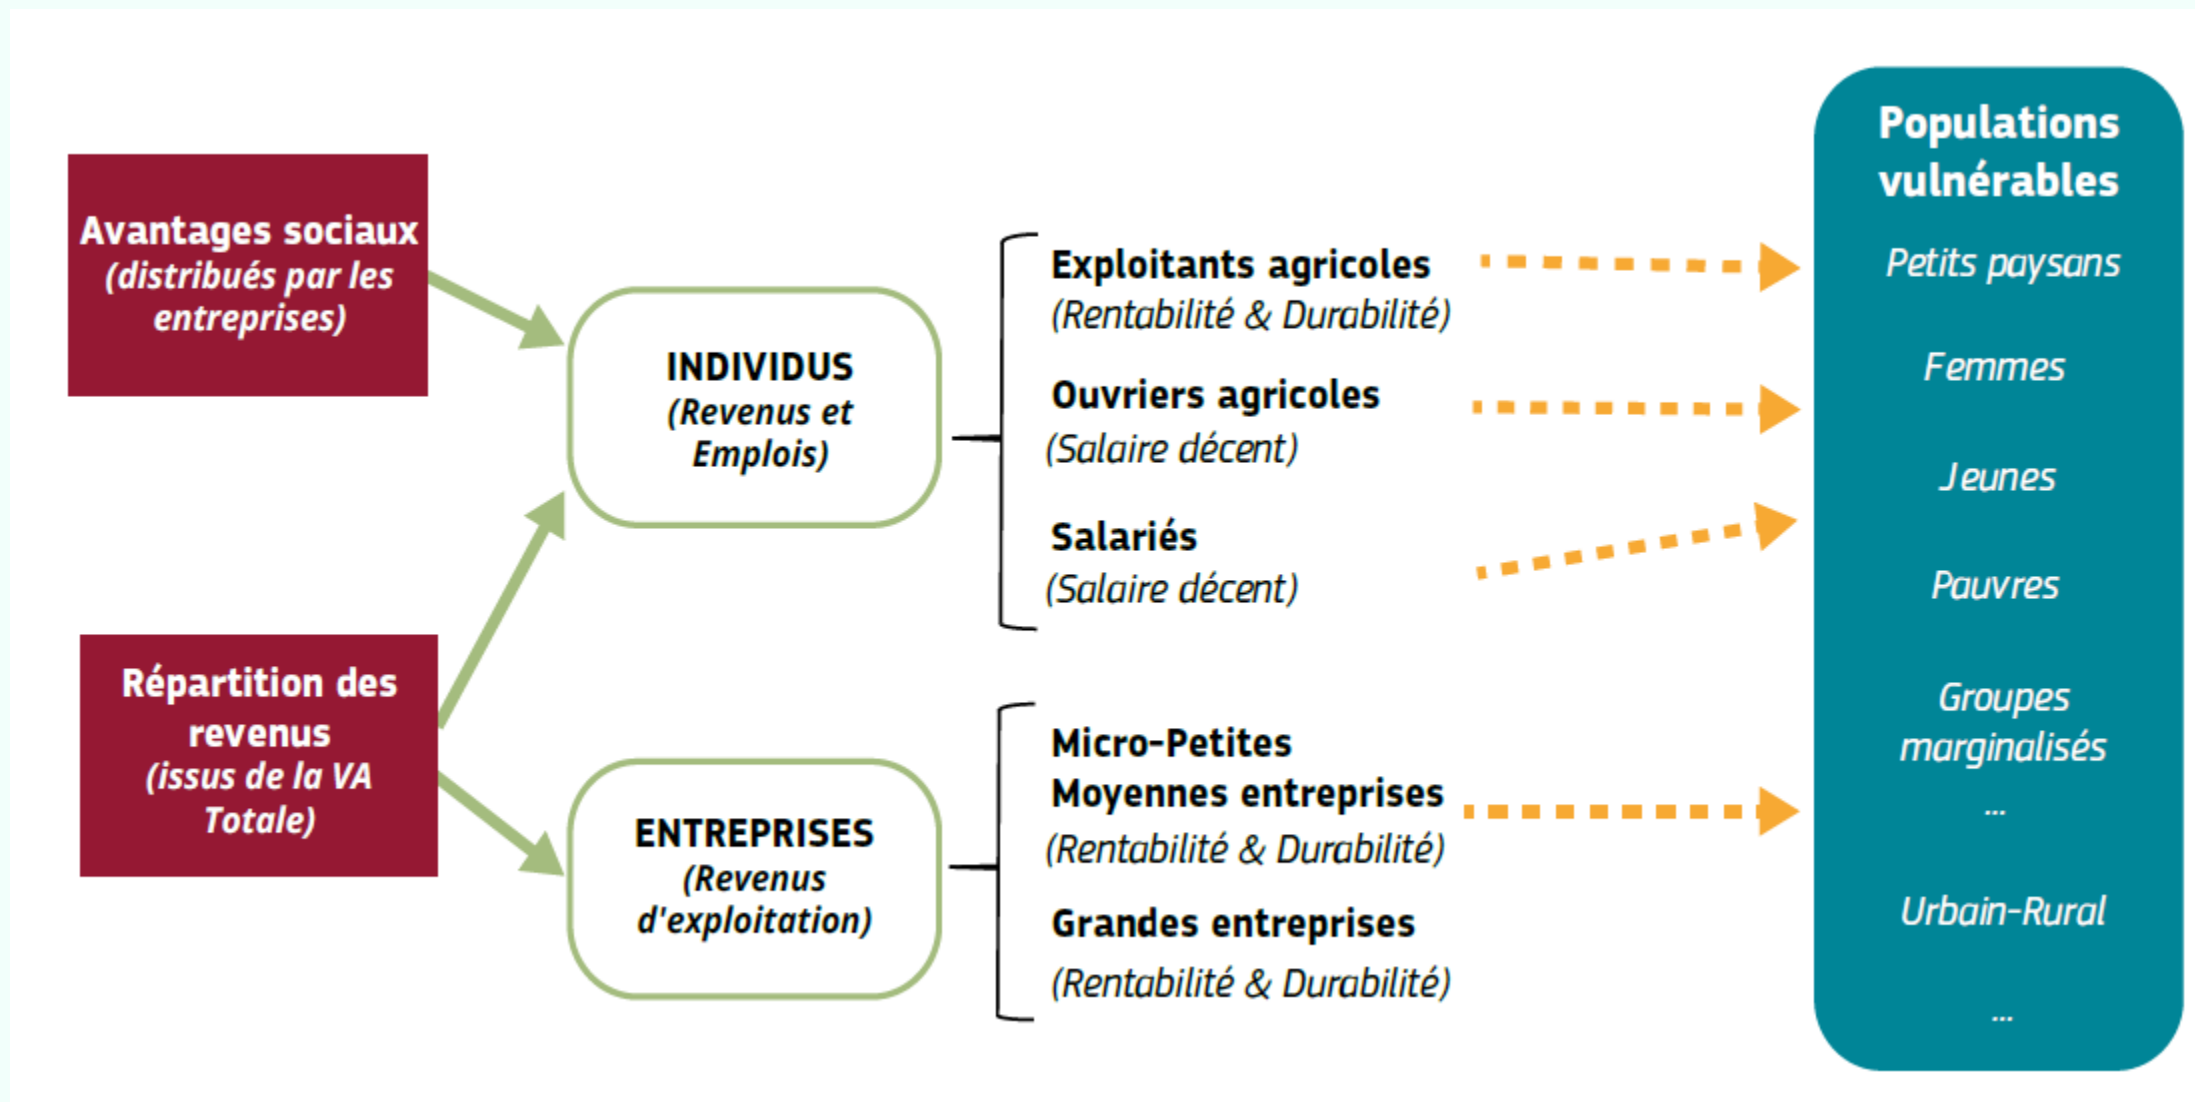 Avantages sociaux
(distribués par les
entreprises)
Répartition des
revenus
(issus de la VA
Totale)
INDIVIDUS
(Revenus et
Emplois)
ENTREPRISES
(Revenus
d'exploitation)
Exploitants agricoles
(Rentabilité & Durabilité)
Ouvriers agricoles
(Salaire décent)
Salariés
(Salaire décent)
Micro-Petites
Moyennes entreprises
(Rentabilité & Durabilité)
Grandes entreprises
(Rentabilité & Durabilité)
Populations
vulnérables
Petits paysans
Femmes
Jeunes
Pauvres
Groupes
marginalisés
...
Urbain-Rural
...